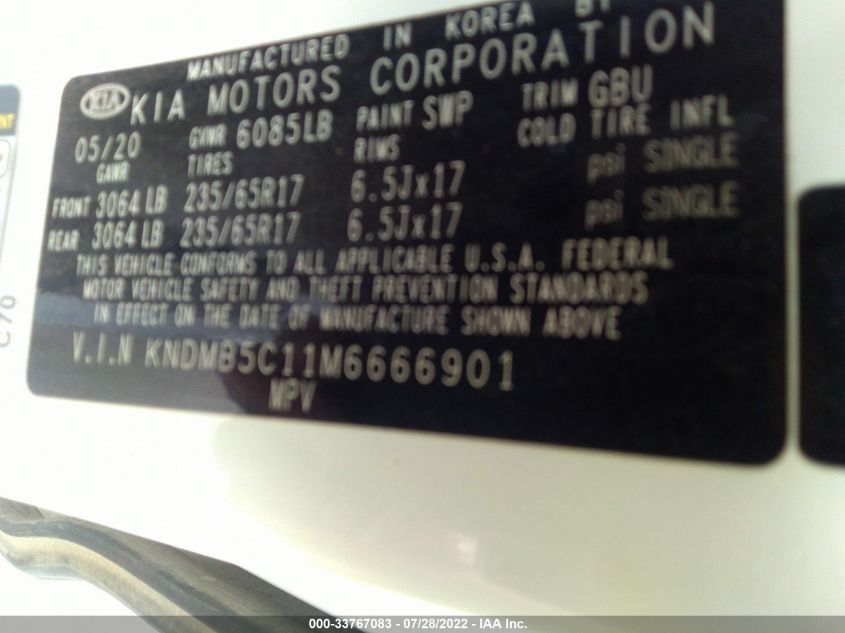 MANUFACTURED IN KOREA BY
KIA KIA MOTORS CORPORATION
05/20 GVWR 6085LB PAINT SWP TRIM GBU
GAWR TIRES RIMS COLD TIRE INFL
FRONT 3064 LB 235/65R17 6.5Jx17 psi SINGLE
REAR 3064 LB 235/65R17 6.5Jx17 psi SINGLE
THIS VEHICLE CONFORMS TO ALL APPLICABLE U.S.A. FEDERAL
MOTOR VEHICLE SAFETY AND THEFT PREVENTION STANDARDS
IN EFFECT ON THE DATE OF MANUFACTURE SHOWN ABOVE
V.I.N KNDMB5C11M6666901
MPV
C70
000-33767083 - 07/28/2022 - IAA Inc.